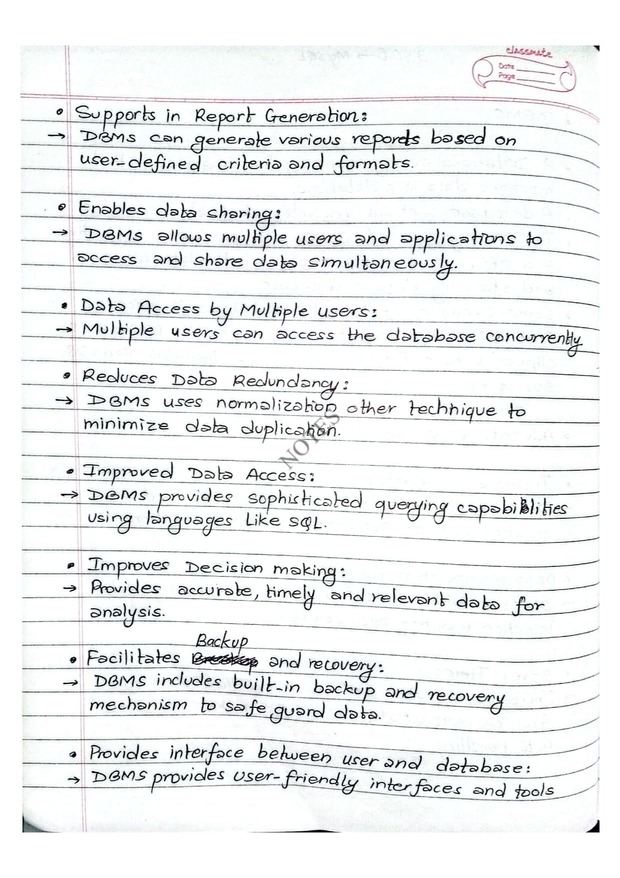 classmate
Date
Page
• Supports in Report Generation:
→ DBMS can generate various reports based on
user-defined criteria and formats.
• Enables data sharing:
→ DBMS allows multiple users and applications to
access and share data simultaneously.
• Data Access by Multiple users:
→ Multiple users can access the database concurrently
• Reduces Data Redundancy:
→ DBMS uses normalization other technique to
minimize data duplication.
NOTES
• Improved Data Access:
→ DBMS provides sophisticated querying capabilities
using languages Like SQL.
• Improves Decision making:
→ Provides accurate, timely and relevant data for
analysis.
Backup
• Facilitates and recovery:
→ DBMS includes built-in backup and recovery
mechanism to safe guard data.
• Provides interface between user and database:
→ DBMS provides user-friendly interfaces and tools